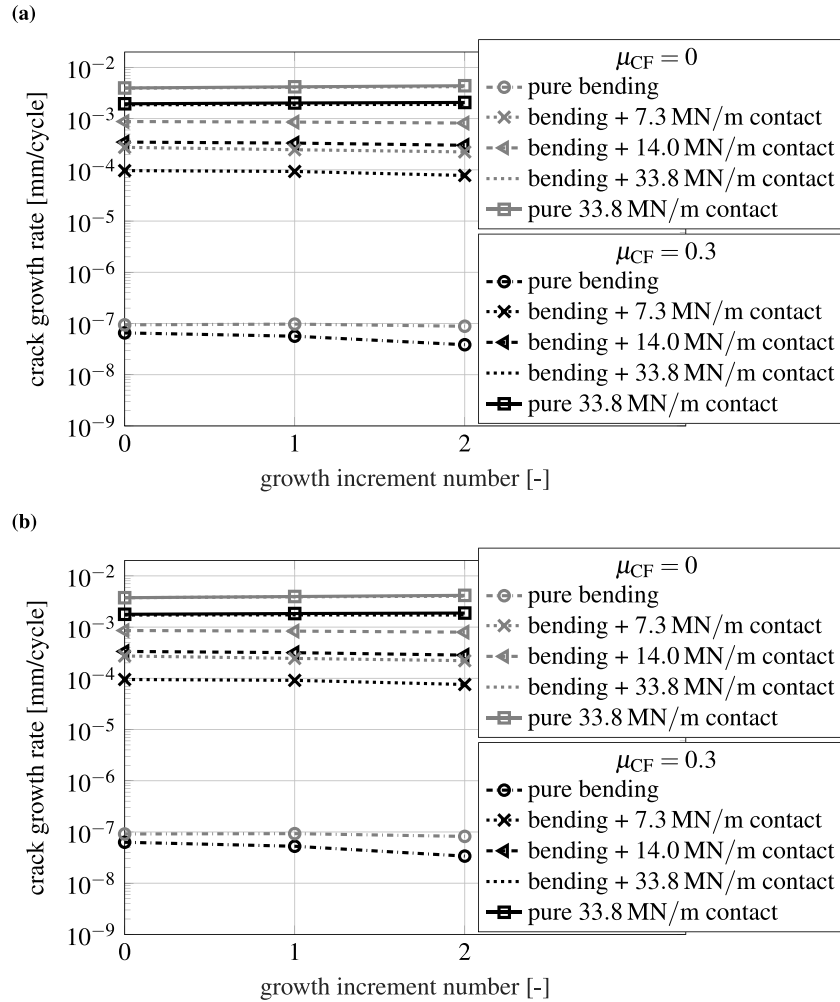 (a)
10⁻²
10⁻³
10⁻⁴
10⁻⁵
10⁻⁶
10⁻⁷
10⁻⁸
10⁻⁹
crack growth rate [mm/cycle]
0 1 2
growth increment number [-]
μCF = 0
pure bending
bending + 7.3 MN/m contact
bending + 14.0 MN/m contact
bending + 33.8 MN/m contact
pure 33.8 MN/m contact
μCF = 0.3
pure bending
bending + 7.3 MN/m contact
bending + 14.0 MN/m contact
bending + 33.8 MN/m contact
pure 33.8 MN/m contact
(b)
10⁻²
10⁻³
10⁻⁴
10⁻⁵
10⁻⁶
10⁻⁷
10⁻⁸
10⁻⁹
crack growth rate [mm/cycle]
0 1 2
growth increment number [-]
μCF = 0
pure bending
bending + 7.3 MN/m contact
bending + 14.0 MN/m contact
bending + 33.8 MN/m contact
pure 33.8 MN/m contact
μCF = 0.3
pure bending
bending + 7.3 MN/m contact
bending + 14.0 MN/m contact
bending + 33.8 MN/m contact
pure 33.8 MN/m contact